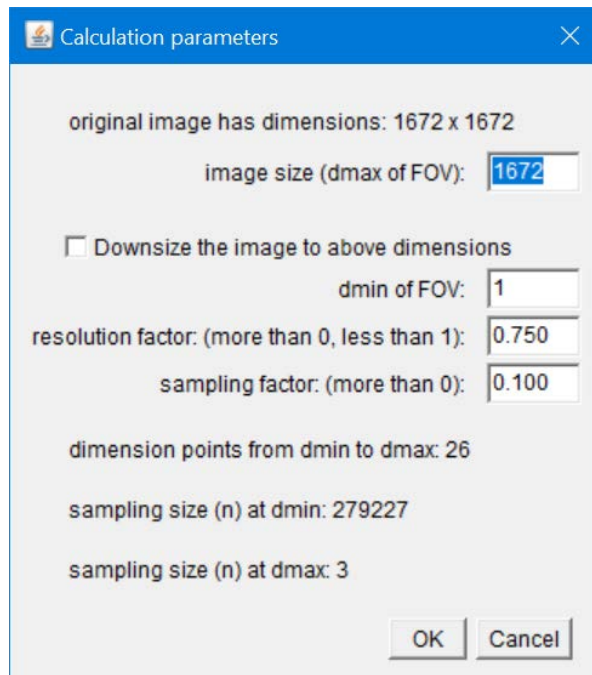 Calculation parameters
original image has dimensions: 1672 x 1672
image size (dmax of FOV): 1672
Downsize the image to above dimensions
dmin of FOV: 1
resolution factor: (more than 0, less than 1): 0.750
sampling factor: (more than 0): 0.100
dimension points from dmin to dmax: 26
sampling size (n) at dmin: 279227
sampling size (n) at dmax: 3
OK Cancel